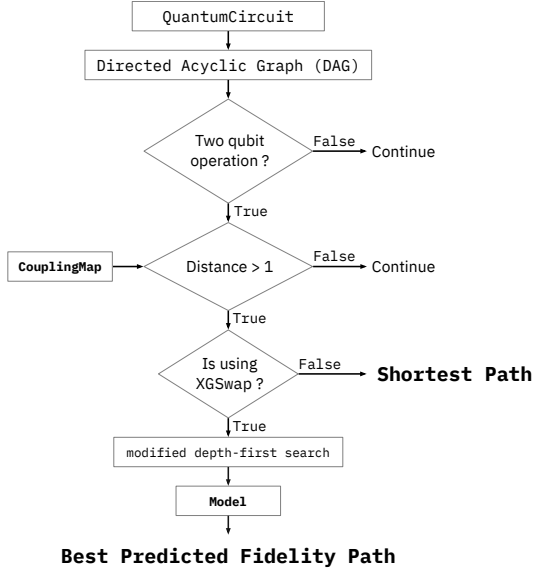 QuantumCircuit
Directed Acyclic Graph (DAG)
Two qubit
operation ?
False
Continue
True
CouplingMap
Distance > 1
False
Continue
True
Is using
XGSwap ?
False
Shortest Path
True
modified depth-first search
Model
Best Predicted Fidelity Path